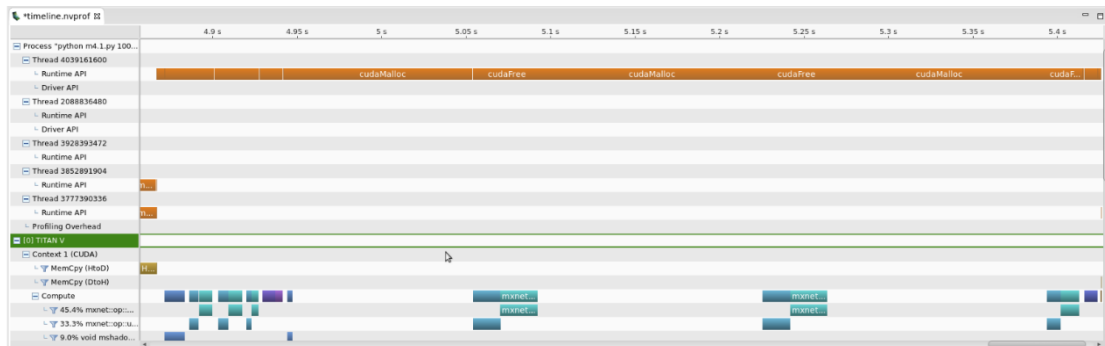 *timeline.nvprof
4.9 s 4.95 s 5 s 5.05 s 5.1 s 5.15 s 5.2 s 5.25 s 5.3 s 5.35 s 5.4 s
Process "python m4.1.py 100...
Thread 4039161600
Runtime API cudaMalloc cudaFree cudaMalloc cudaFree cudaMalloc cudaF...
Driver API
Thread 2088836480
Runtime API
Driver API
Thread 3928393472
Runtime API
Thread 3852891904
Runtime API n...
Thread 3777390336
Runtime API n...
Profiling Overhead
[0] TITAN V
Context 1 (CUDA)
MemCpy (HtoD) H...
MemCpy (DtoH)
Compute mxnet... mxnet...
45.4% mxnet::op::... mxnet... mxnet...
33.3% mxnet::op::u...
9.0% void mshado...